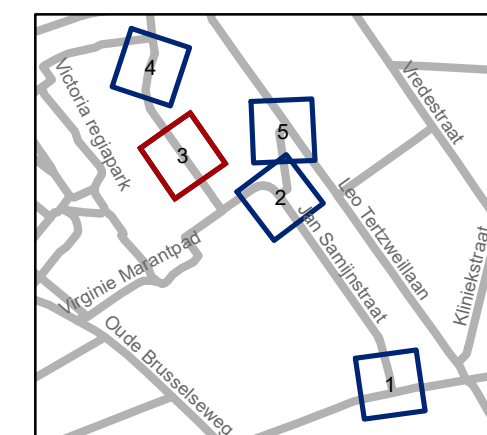 4
Victoria regiapark
Vredestraat
5
3
2
Leo Tertzweillaan
Jan Samijnstraat
Virginie Marantpad
Kliniekstraat
Oude Brusselseweg
1